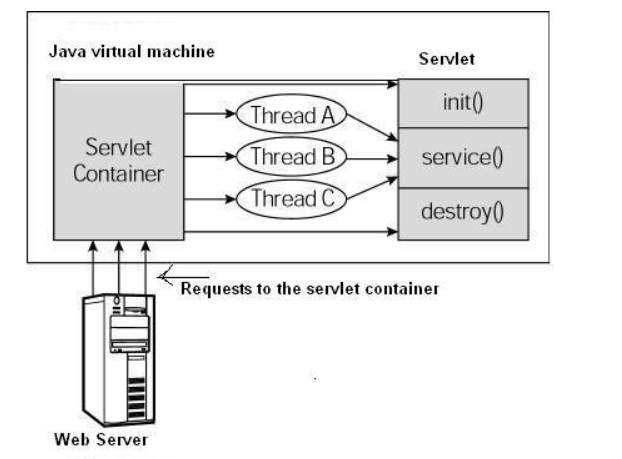 Java virtual machine
Servlet
init()
Thread A
Servlet
Container
Thread B
service()
Thread C
destroy()
Requests to the servlet container
Web Server